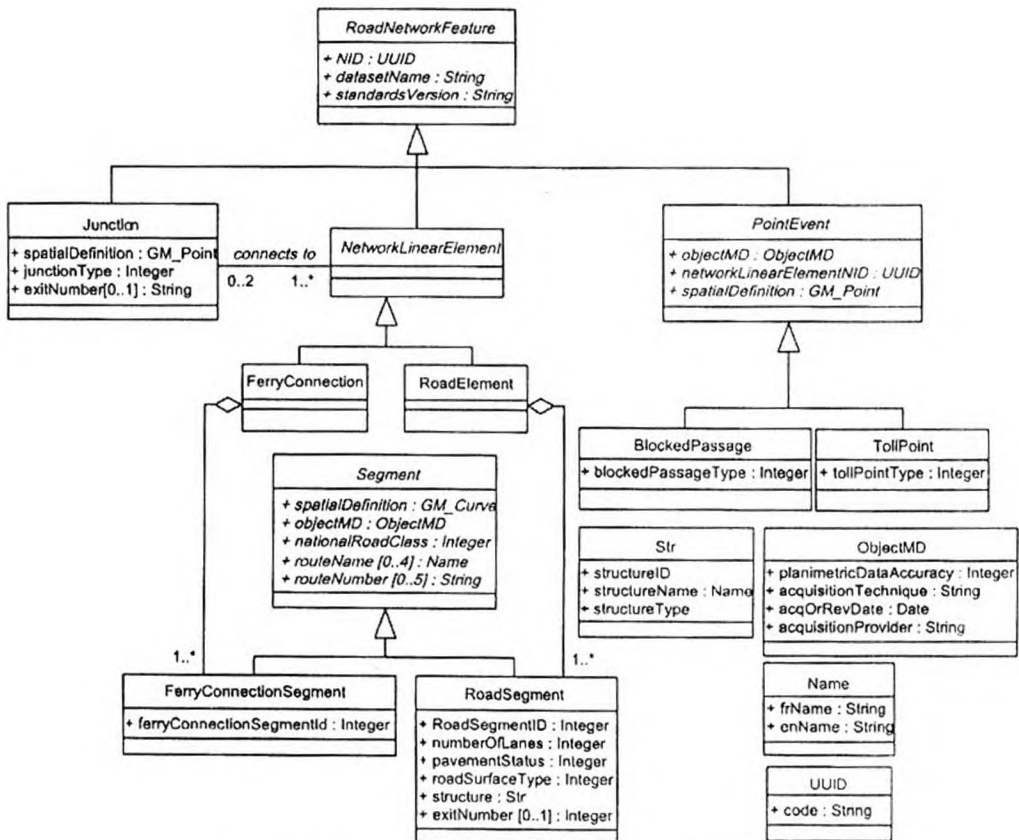 RoadNetworkFeature
+ NID : UUID
+ datasetName : String
+ standardsVersion : String
Junction
+ spatialDefinition : GM_Point
+ junctionType : Integer
+ exitNumber[0..1] : String
connects to
0..2
1..*
NetworkLinearElement
PointEvent
+ objectMD : ObjectMD
+ networkLinearElementNID : UUID
+ spatialDefinition : GM_Point
FerryConnection
RoadElement
BlockedPassage
+ blockedPassageType : Integer
TollPoint
+ tollPointType : Integer
Segment
+ spatialDefinition : GM_Curve
+ objectMD : ObjectMD
+ nationalRoadClass : Integer
+ routeName [0..4] : Name
+ routeNumber [0..5] : String
Str
+ structureID
+ structureName : Name
+ structureType
ObjectMD
+ planimetricDataAccuracy : Integer
+ acquisitionTechnique : String
+ acqOrRevDate : Date
+ acquisitionProvider : String
1..*
1..*
FerryConnectionSegment
+ ferryConnectionSegmentId : Integer
RoadSegment
+ RoadSegmentID : Integer
+ numberOfLanes : Integer
+ pavementStatus : Integer
+ roadSurfaceType : Integer
+ structure : Str
+ exitNumber [0..1] : Integer
Name
+ frName : String
+ enName : String
UUID
+ code : String